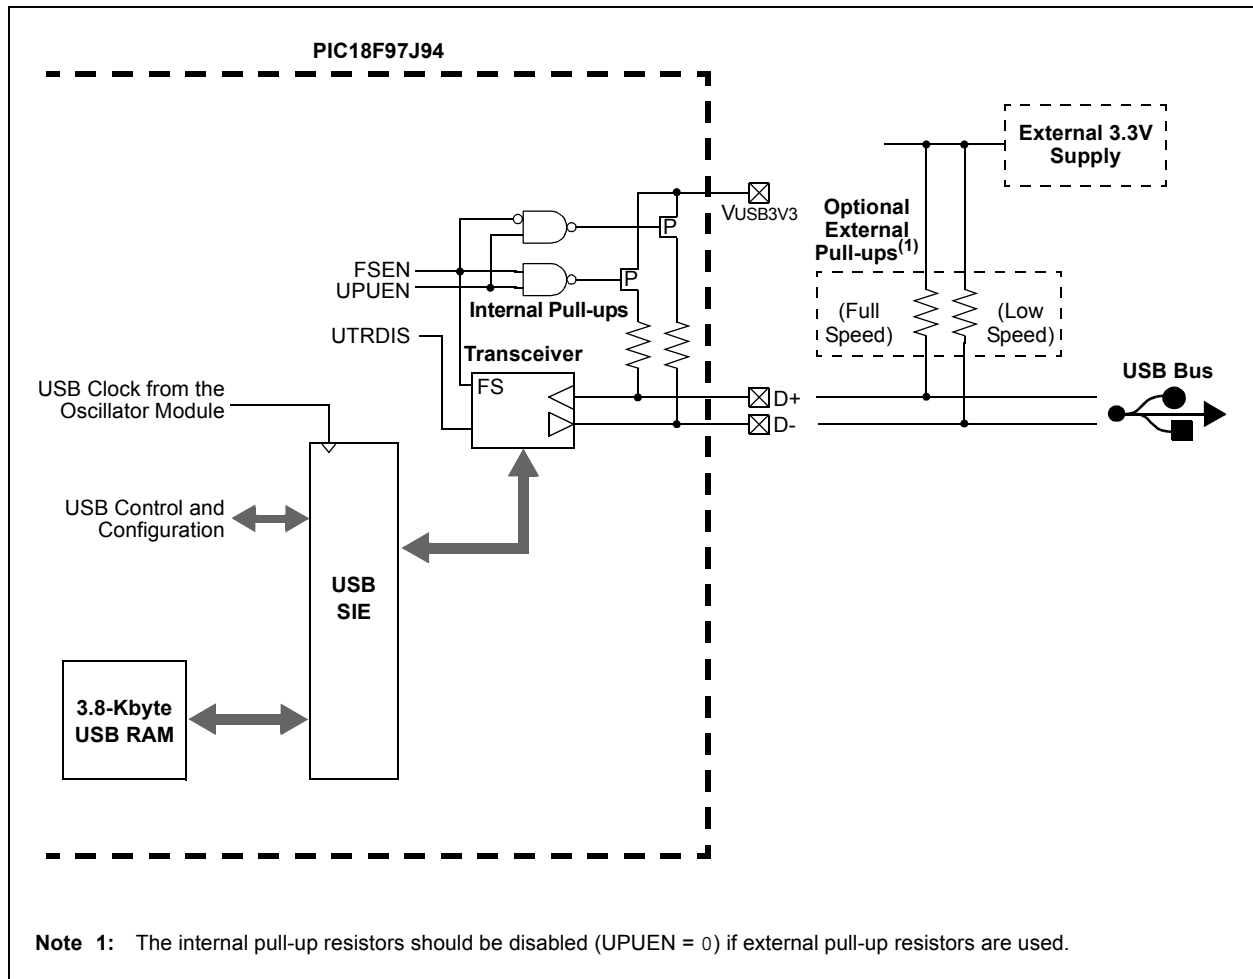 PIC18F97J94
External 3.3V
Supply
VUSB3V3
Optional
External
Pull-ups(1)
P
P
FSEN
UPUEN
Internal Pull-ups
(Full
Speed)
(Low
Speed)
UTRDIS
Transceiver
FS
USB Clock from the
Oscillator Module
D+
D-
USB Bus
USB Control and
Configuration
USB
SIE
3.8-Kbyte
USB RAM
Note 1: The internal pull-up resistors should be disabled (UPUEN = 0) if external pull-up resistors are used.